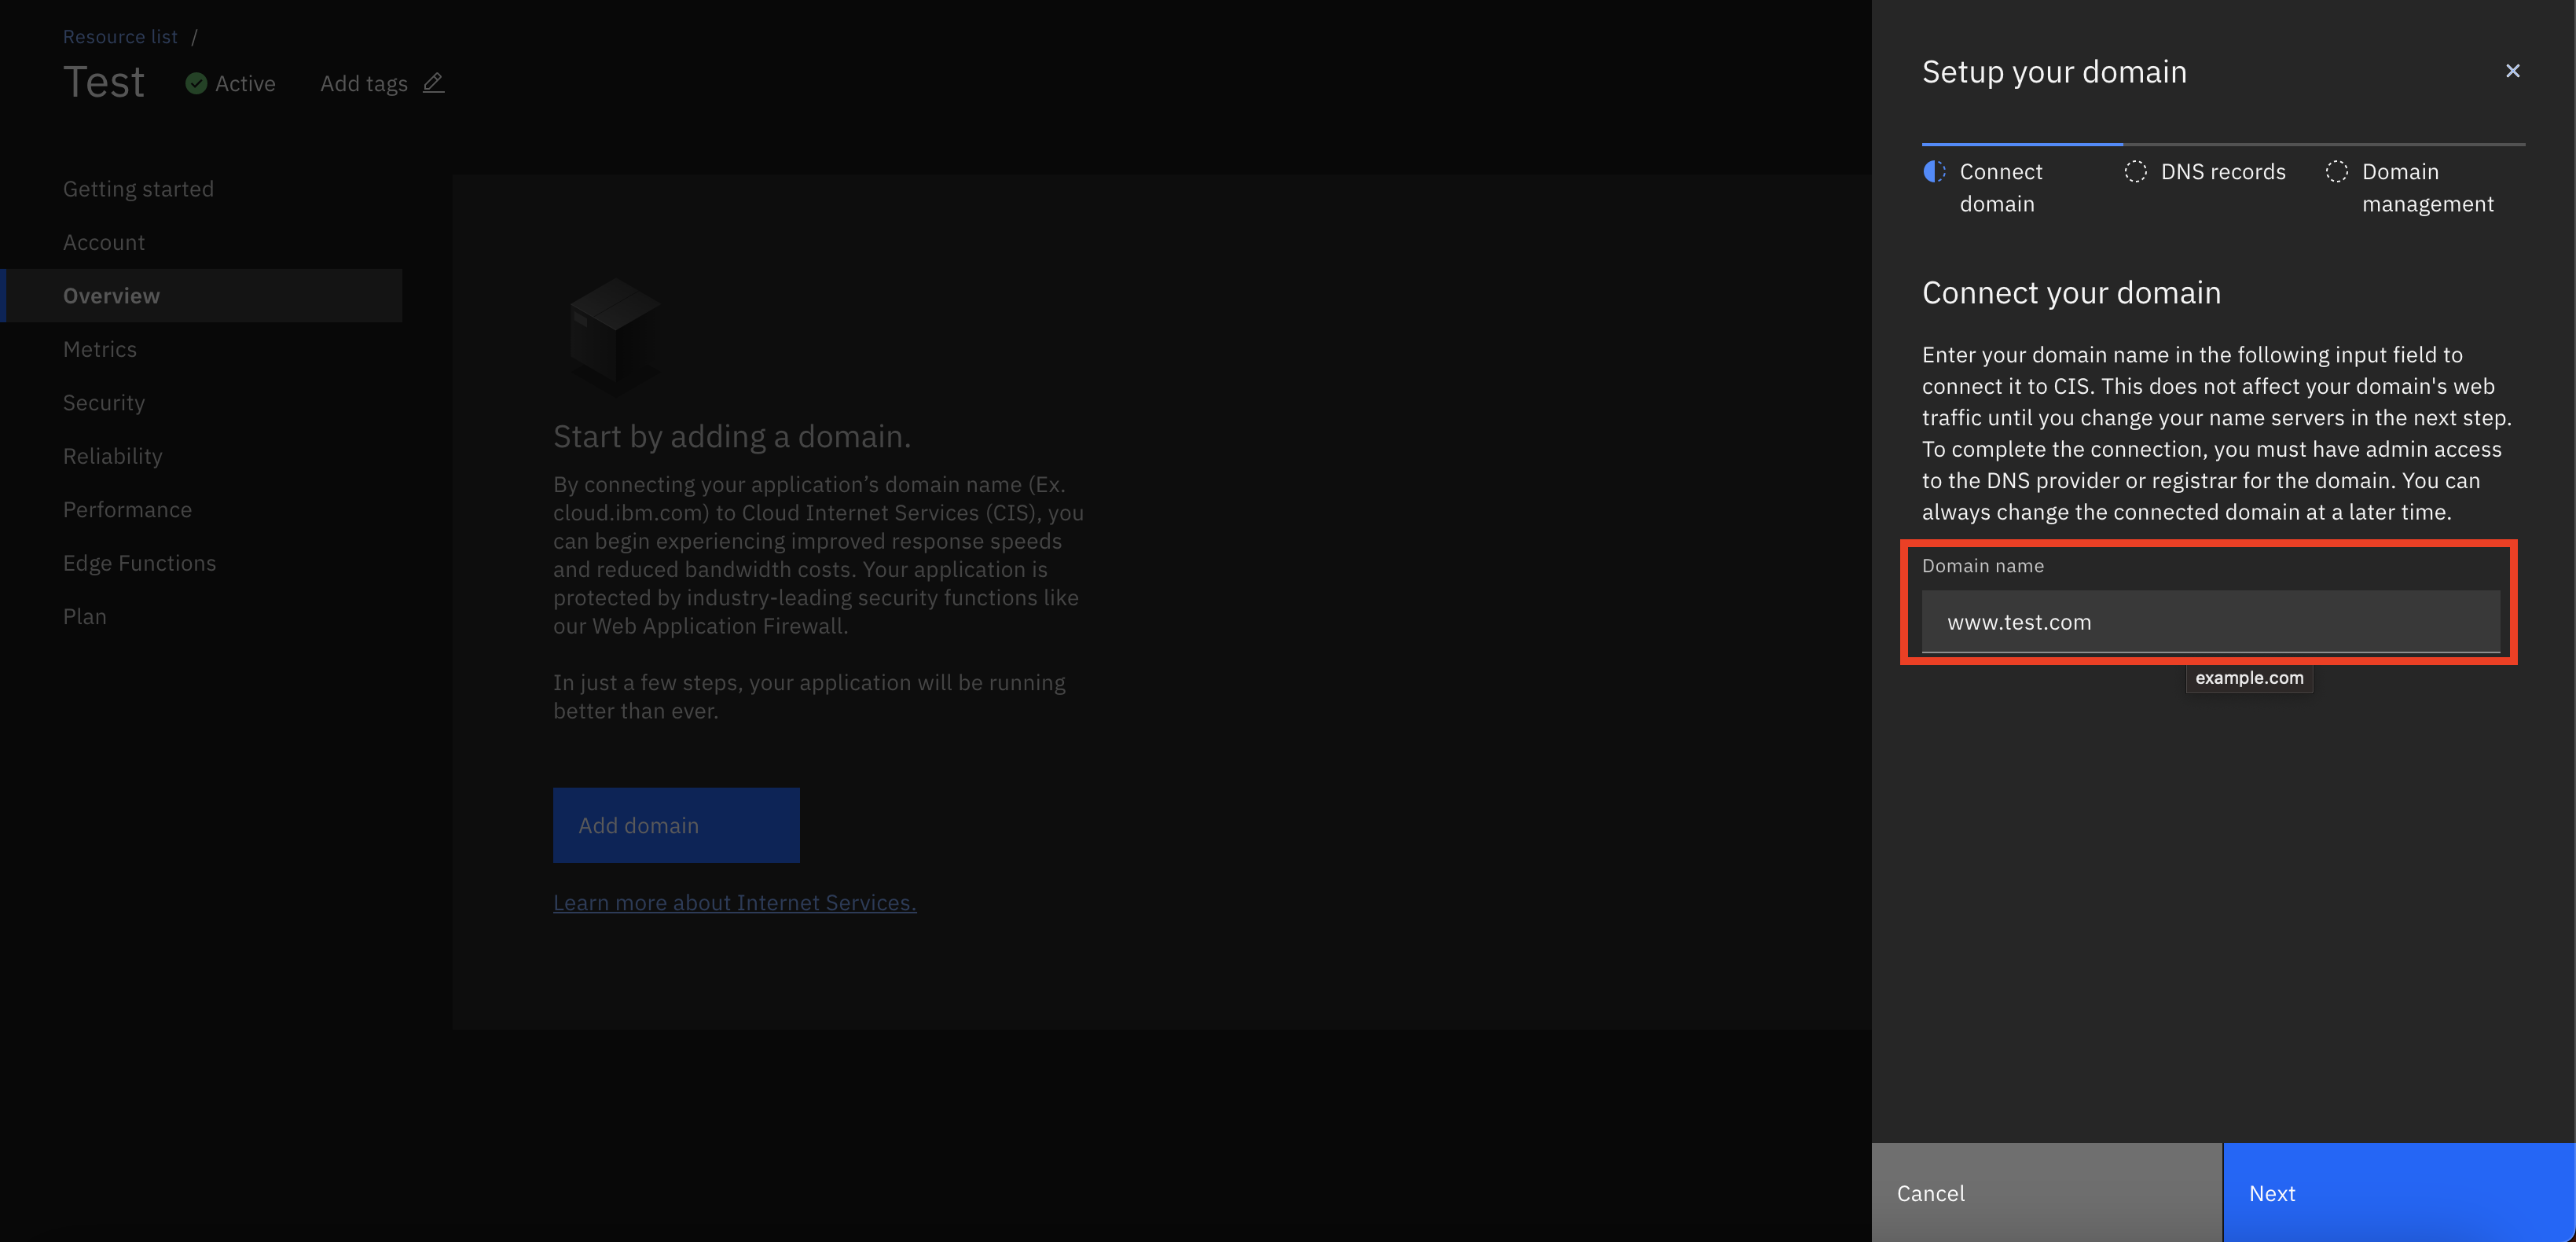 Resource list /
Test
Active
Add tags
Getting started
Account
Overview
Metrics
Security
Reliability
Performance
Edge Functions
Plan
Start by adding a domain.
By connecting your application’s domain name (Ex.
cloud.ibm.com) to Cloud Internet Services (CIS), you
can begin experiencing improved response speeds
and reduced bandwidth costs. Your application is
protected by industry-leading security functions like
our Web Application Firewall.
In just a few steps, your application will be running
better than ever.
Add domain
Learn more about Internet Services.
Setup your domain
Connect
domain
DNS records
Domain
management
Connect your domain
Enter your domain name in the following input field to
connect it to CIS. This does not affect your domain's web
traffic until you change your name servers in the next step.
To complete the connection, you must have admin access
to the DNS provider or registrar for the domain. You can
always change the connected domain at a later time.
Domain name
www.test.com
example.com
Cancel
Next